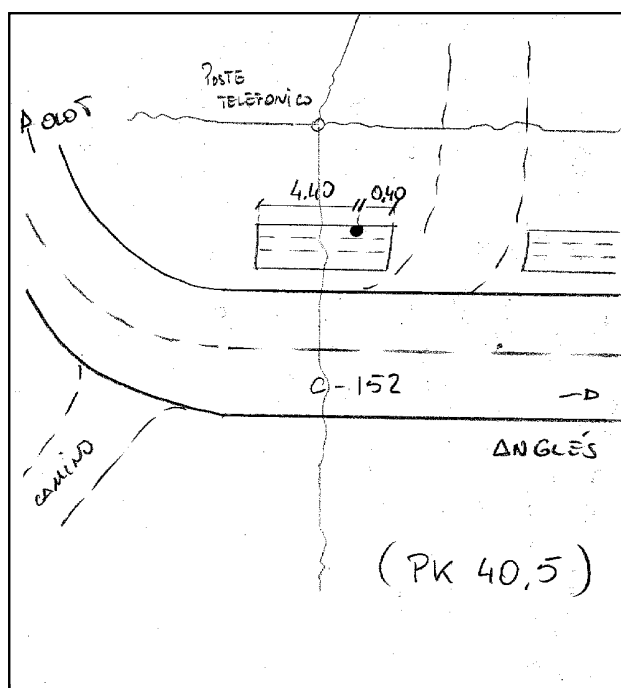 POSTE
TELEFONICO
A OLOT
4.40
0.40
C-152
ANGLÉS
CAMINO
(PK 40,5)